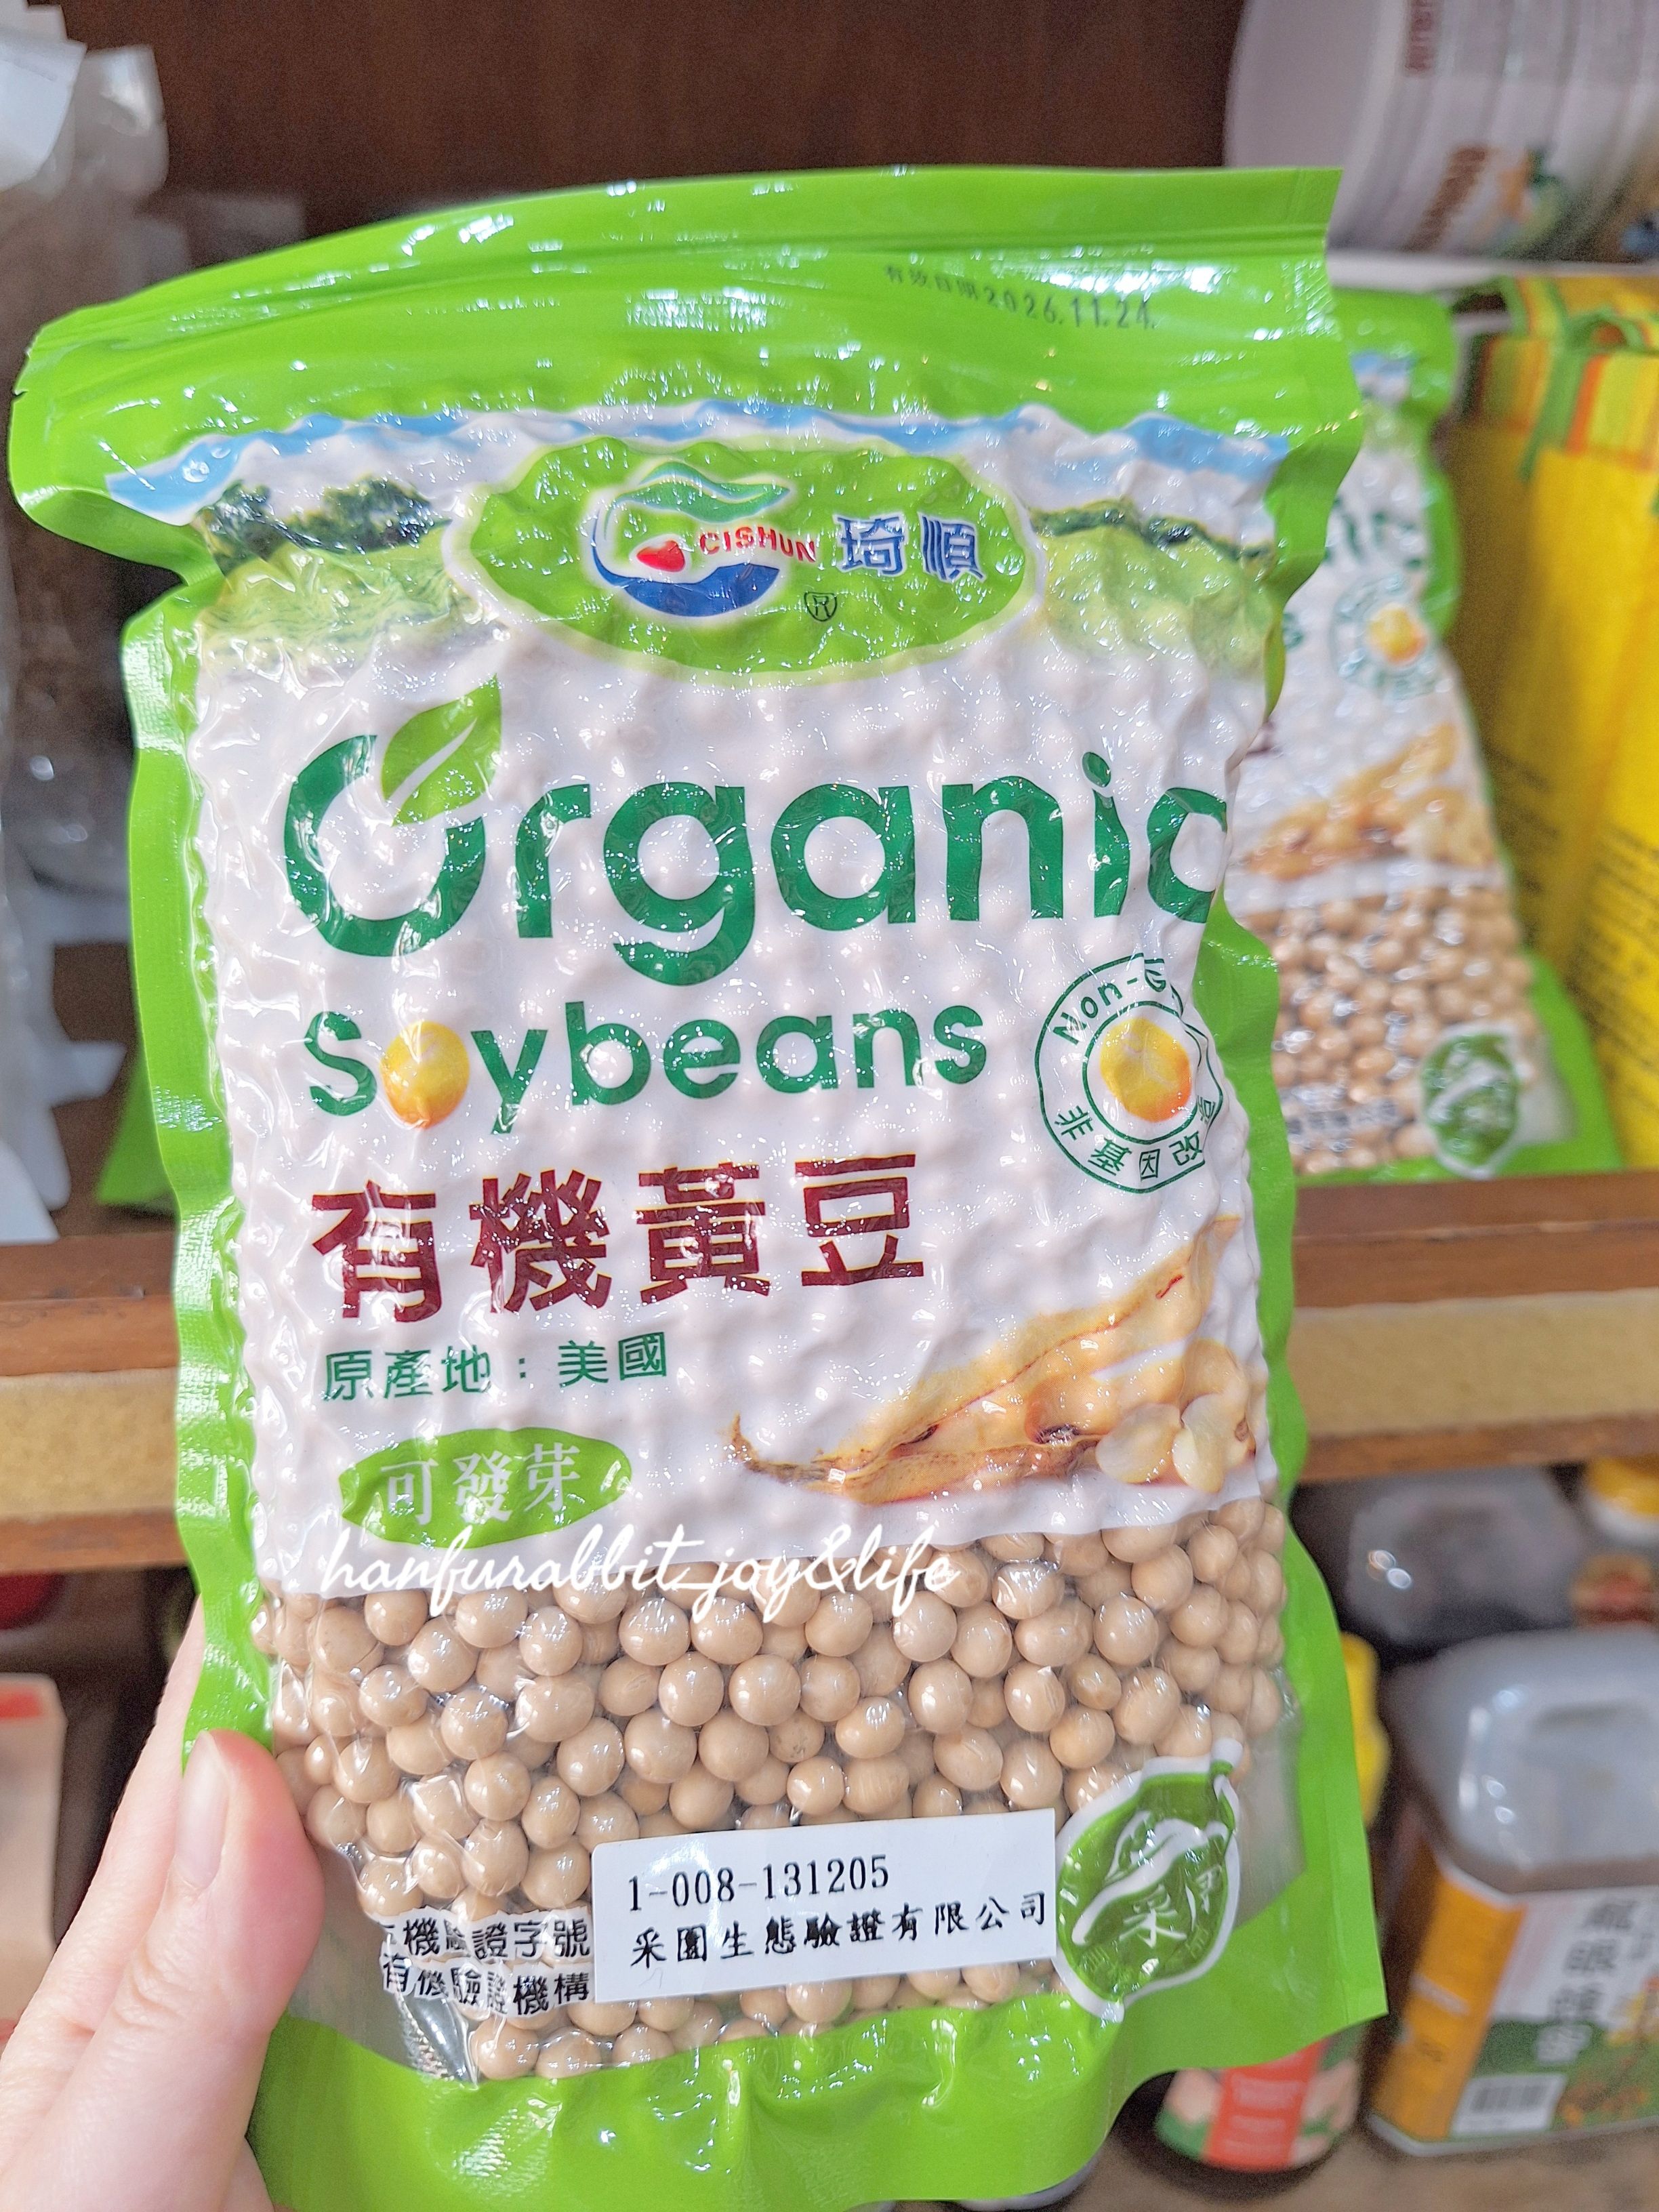 有效日期2026.11.24.
CISHUN 琦順
®
Organic
Soybeans
Non-G
非基因改
有機黃豆
原產地：美國
可發芽
hanfurabbit_joy&life
1-008-131205
采園生態驗證有限公司
機驗證字號
有機驗證機構
采園